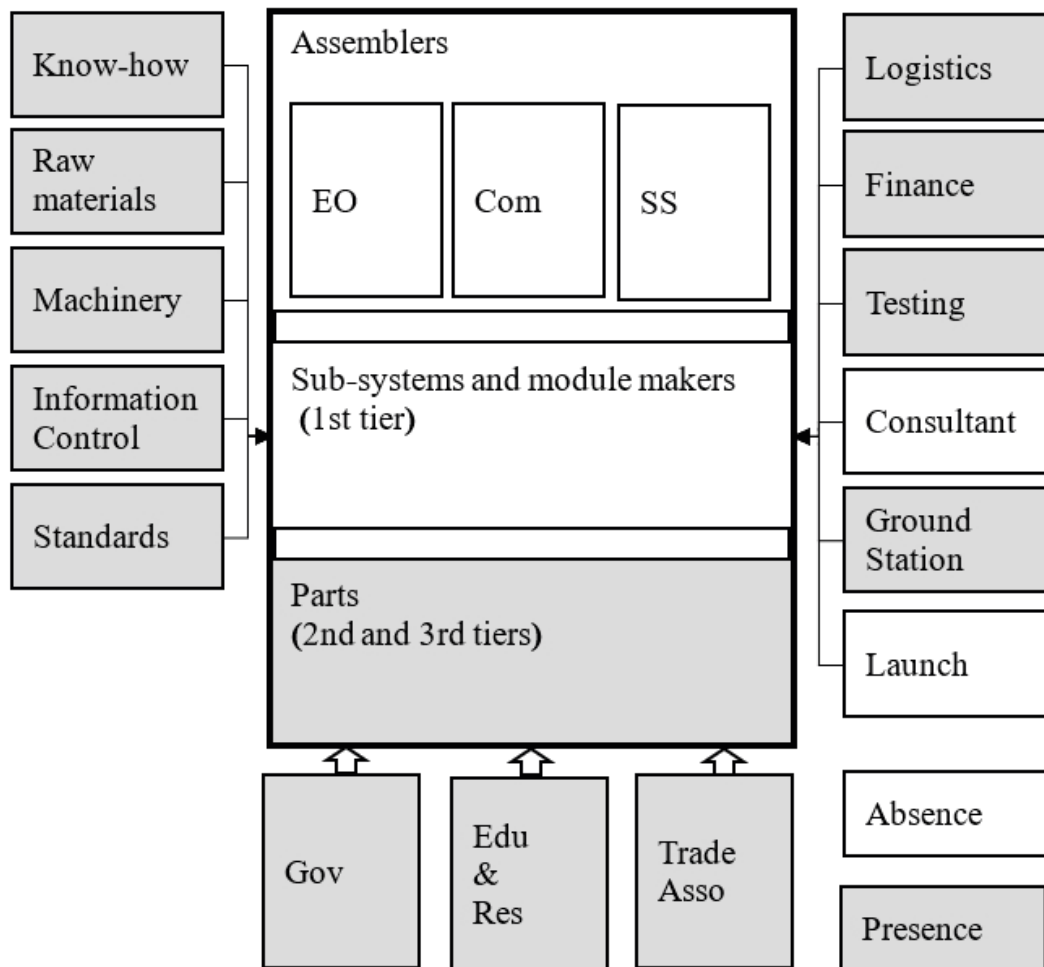 Know-how
Raw
materials
Machinery
Information
Control
Standards
Assemblers
EO
Com
SS
Sub-systems and module makers
(1st tier)
Parts
(2nd and 3rd tiers)
Logistics
Finance
Testing
Consultant
Ground
Station
Launch
Gov
Edu
&
Res
Trade
Asso
Absence
Presence